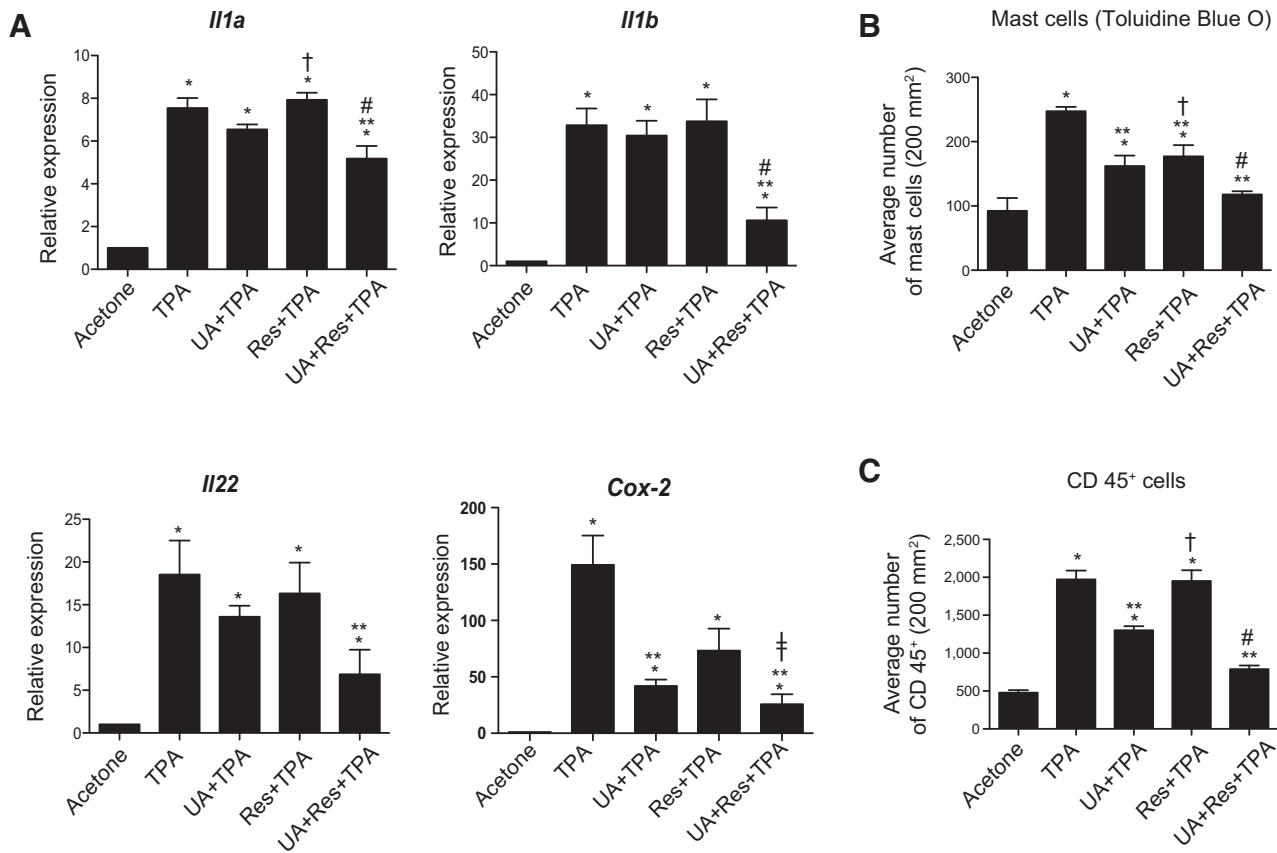 A
Il1a
Relative expression
10
8
6
4
2
0
*
*
†
*
#
**
*
Acetone
TPA
UA+TPA
Res+TPA
UA+Res+TPA
Il1b
Relative expression
50
40
30
20
10
0
*
*
*
#
**
*
Acetone
TPA
UA+TPA
Res+TPA
UA+Res+TPA
B
Mast cells (Toluidine Blue O)
Average number
of mast cells (200 mm²)
300
200
100
0
*
**
*
†
**
*
#
**
Acetone
TPA
UA+TPA
Res+TPA
UA+Res+TPA
Il22
Relative expression
25
20
15
10
5
0
*
*
*
**
*
Acetone
TPA
UA+TPA
Res+TPA
UA+Res+TPA
Cox-2
Relative expression
200
150
100
50
0
*
**
*
*
‡
**
*
Acetone
TPA
UA+TPA
Res+TPA
UA+Res+TPA
C
CD 45⁺ cells
Average number
of CD 45⁺ (200 mm²)
2,500
2,000
1,500
1,000
500
0
*
**
*
†
*
#
**
Acetone
TPA
UA+TPA
Res+TPA
UA+Res+TPA